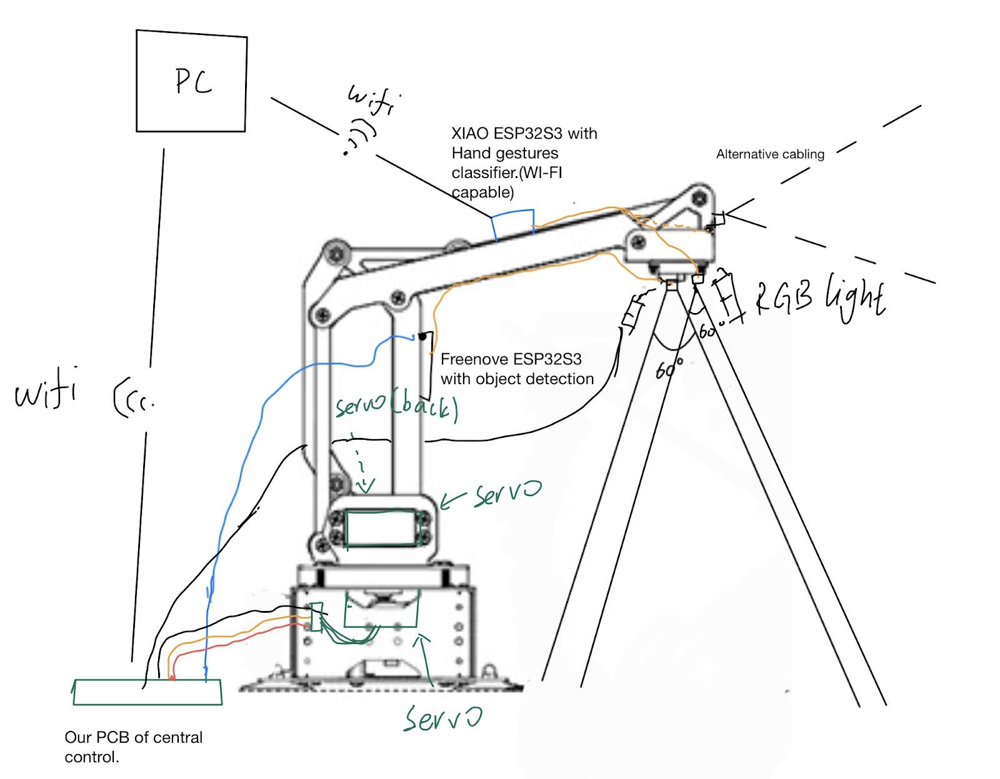 PC
wifi
XIAO ESP32S3 with
Hand gestures
classifier.(WI-FI
capable)
Alternative cabling
RGB light
60°
60°
Freenove ESP32S3
with object detection
wifi
servo (back)
servo
servo
Our PCB of central
control.